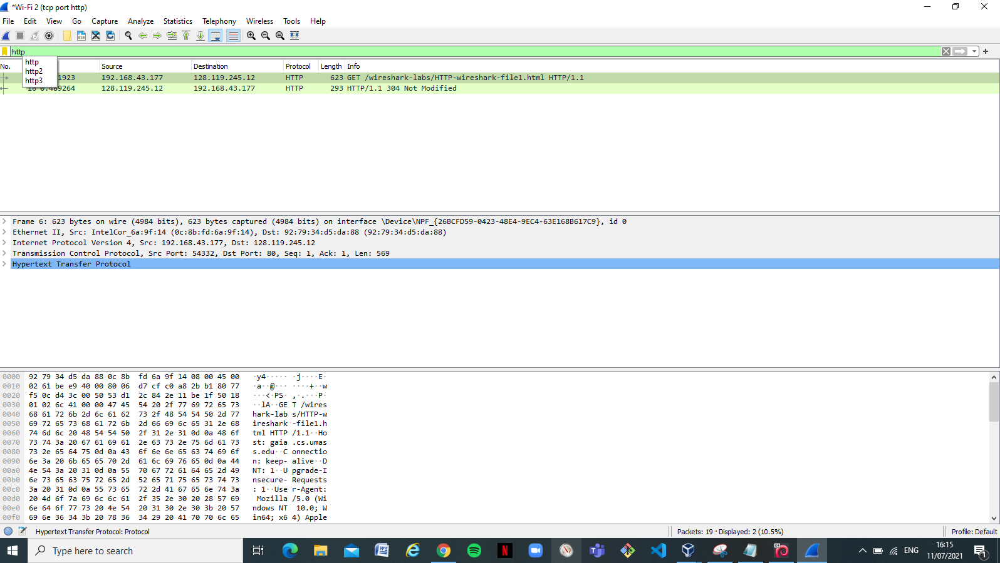 *Wi-Fi 2 (tcp port http)
File Edit View Go Capture Analyze Statistics Telephony Wireless Tools Help
http
http
http2
http3
No. Source Destination Protocol Length Info
1923 192.168.43.177 128.119.245.12 HTTP 623 GET /wireshark-labs/HTTP-wireshark-file1.html HTTP/1.1
16 0.489264 128.119.245.12 192.168.43.177 HTTP 293 HTTP/1.1 304 Not Modified
Frame 6: 623 bytes on wire (4984 bits), 623 bytes captured (4984 bits) on interface \Device\NPF_{26BCFD59-0423-48E4-9EC4-63E168B617C9}, id 0
Ethernet II, Src: IntelCor_6a:9f:14 (0c:8b:fd:6a:9f:14), Dst: 92:79:34:d5:da:88 (92:79:34:d5:da:88)
Internet Protocol Version 4, Src: 192.168.43.177, Dst: 128.119.245.12
Transmission Control Protocol, Src Port: 54332, Dst Port: 80, Seq: 1, Ack: 1, Len: 569
Hypertext Transfer Protocol
0000 92 79 34 d5 da 88 0c 8b fd 6a 9f 14 08 00 45 00 ·y4····· ·j····E·
0010 02 61 be e9 40 00 80 06 d7 cf c0 a8 2b b1 80 77 ·a··@··· ····+··w
0020 f5 0c d4 3c 00 50 53 d1 2c 84 2e 11 be 1f 50 18 ···<·PS· ,·.···P·
0030 01 02 6c 41 00 00 47 45 54 20 2f 77 69 72 65 73 ··lA··GE T /wires
0040 68 61 72 6b 2d 6c 61 62 73 2f 48 54 54 50 2d 77 hark-lab s/HTTP-w
0050 69 72 65 73 68 61 72 6b 2d 66 69 6c 65 31 2e 68 ireshark -file1.h
0060 74 6d 6c 20 48 54 54 50 2f 31 2e 31 0d 0a 48 6f tml HTTP /1.1··Ho
0070 73 74 3a 20 67 61 69 61 2e 63 73 2e 75 6d 61 73 st: gaia .cs.umas
0080 73 2e 65 64 75 0d 0a 43 6f 6e 6e 65 63 74 69 6f s.edu··C onnectio
0090 6e 3a 20 6b 65 65 70 2d 61 6c 69 76 65 0d 0a 44 n: keep- alive··D
00a0 4e 54 3a 20 31 0d 0a 55 70 67 72 61 64 65 2d 49 NT: 1··U pgrade-I
00b0 6e 73 65 63 75 72 65 2d 52 65 71 75 65 73 74 73 nsecure- Requests
00c0 3a 20 31 0d 0a 55 73 65 72 2d 41 67 65 6e 74 3a : 1··Use r-Agent:
00d0 20 4d 6f 7a 69 6c 6c 61 2f 35 2e 30 20 28 57 69 Mozilla /5.0 (Wi
00e0 6e 64 6f 77 73 20 4e 54 20 31 30 2e 30 3b 20 57 ndows NT 10.0; W
00f0 69 6e 36 34 3b 20 78 36 34 29 20 41 70 70 6c 65 in64; x6 4) Apple
Hypertext Transfer Protocol: Protocol Packets: 19 · Displayed: 2 (10.5%) Profile: Default
Type here to search ENG 16:15
11/07/2021 1